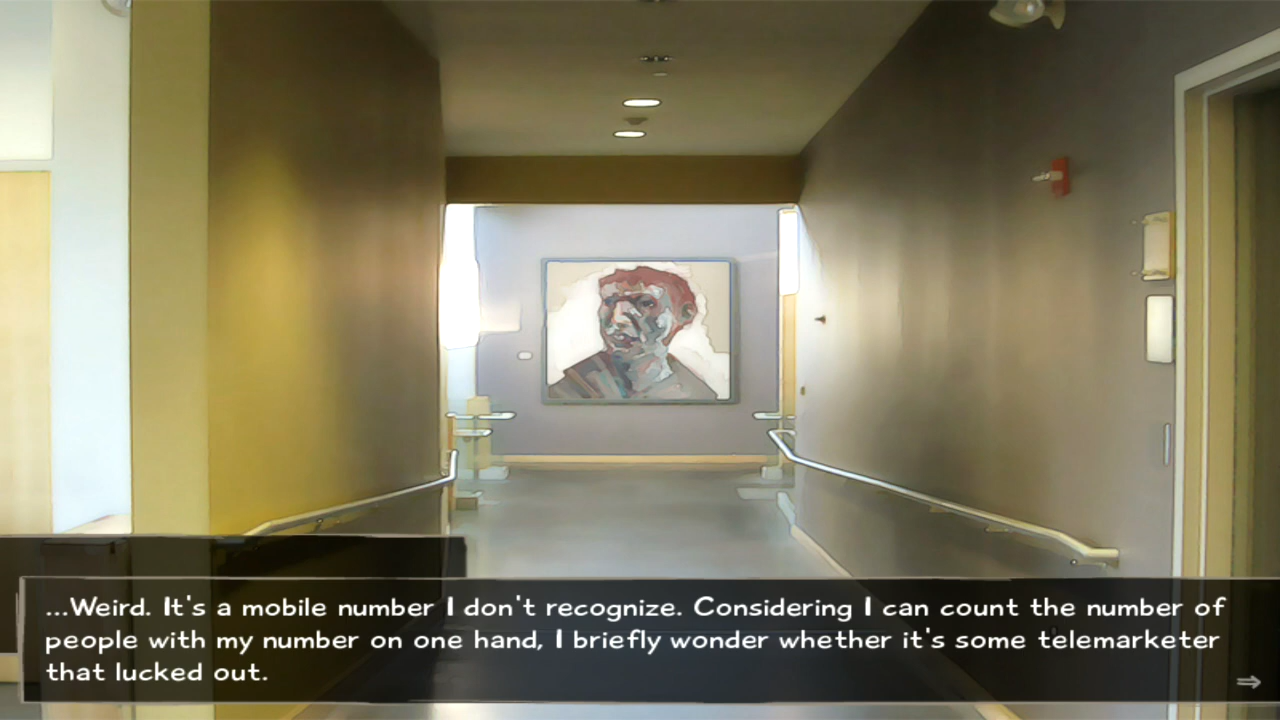 ...Weird. It's a mobile number I don't recognize. Considering I can count the number of
people with my number on one hand, I briefly wonder whether it's some telemarketer
that lucked out.